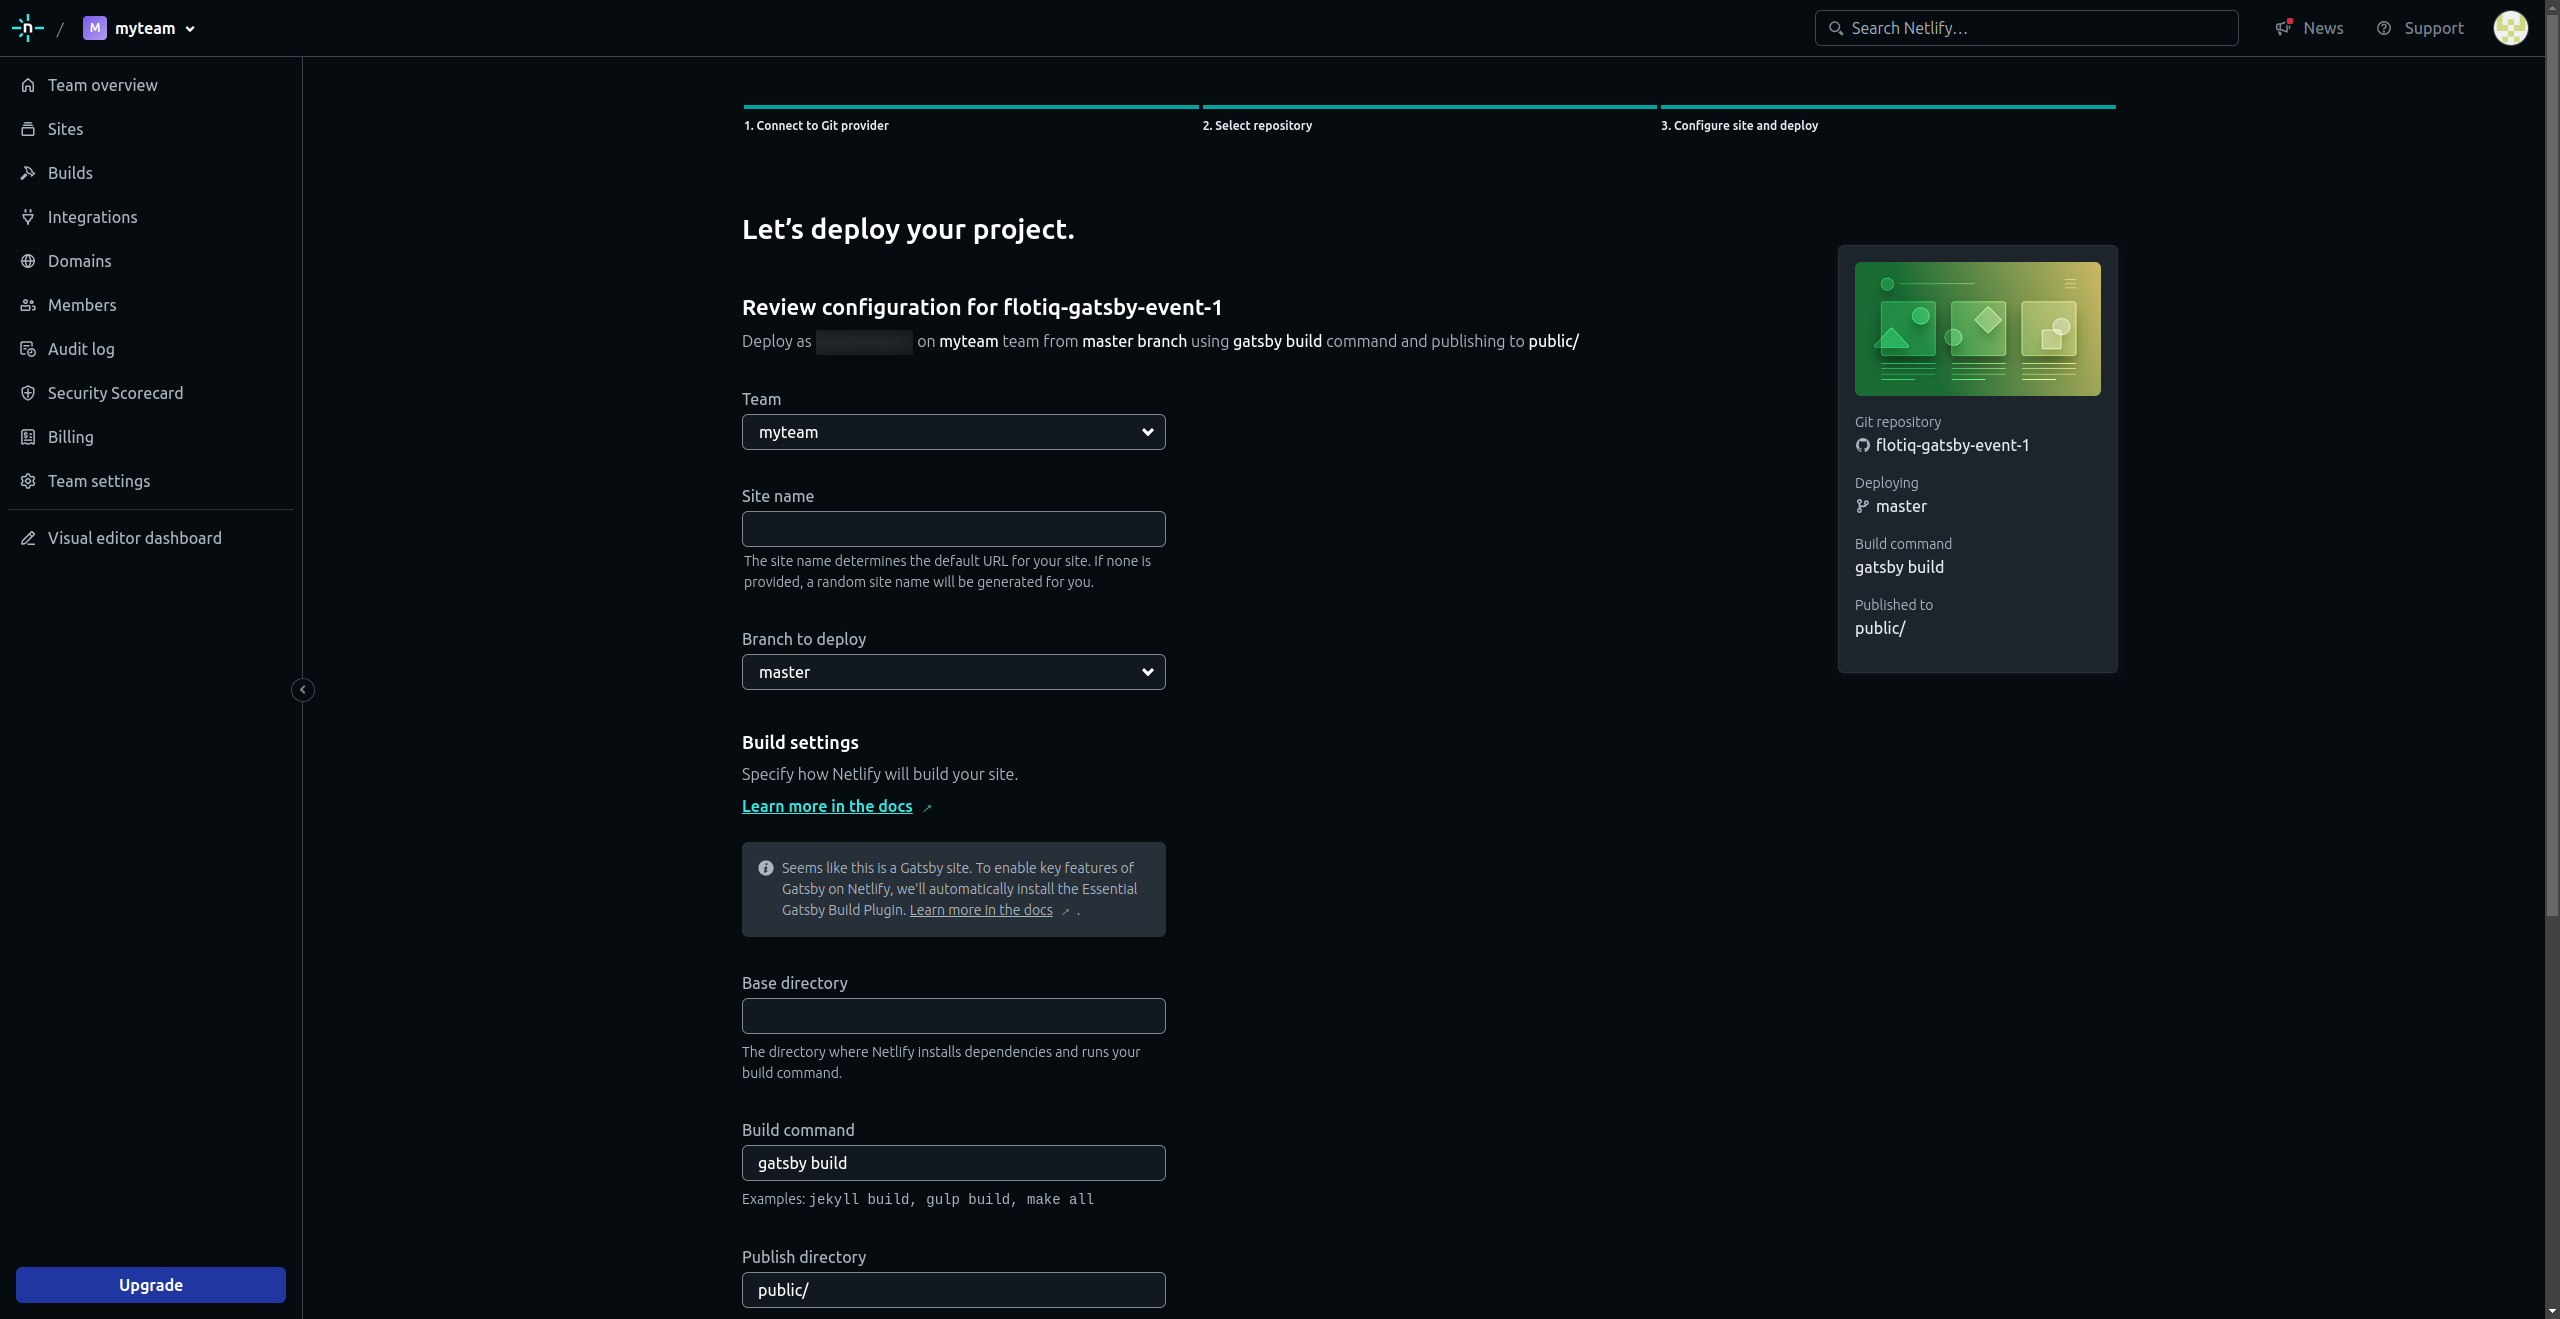 n / M myteam
Search Netlify...
News
Support
Team overview
Sites
Builds
Integrations
Domains
Members
Audit log
Security Scorecard
Billing
Team settings
Visual editor dashboard
Upgrade
1. Connect to Git provider
2. Select repository
3. Configure site and deploy
Let's deploy your project.
Review configuration for flotiq-gatsby-event-1
Deploy as on myteam team from master branch using gatsby build command and publishing to public/
Team
myteam
Site name
The site name determines the default URL for your site. If none is
provided, a random site name will be generated for you.
Branch to deploy
master
Build settings
Specify how Netlify will build your site.
Learn more in the docs
Seems like this is a Gatsby site. To enable key features of
Gatsby on Netlify, we'll automatically install the Essential
Gatsby Build Plugin. Learn more in the docs .
Base directory
The directory where Netlify installs dependencies and runs your
build command.
Build command
gatsby build
Examples: jekyll build, gulp build, make all
Publish directory
public/
Git repository
flotiq-gatsby-event-1
Deploying
master
Build command
gatsby build
Published to
public/